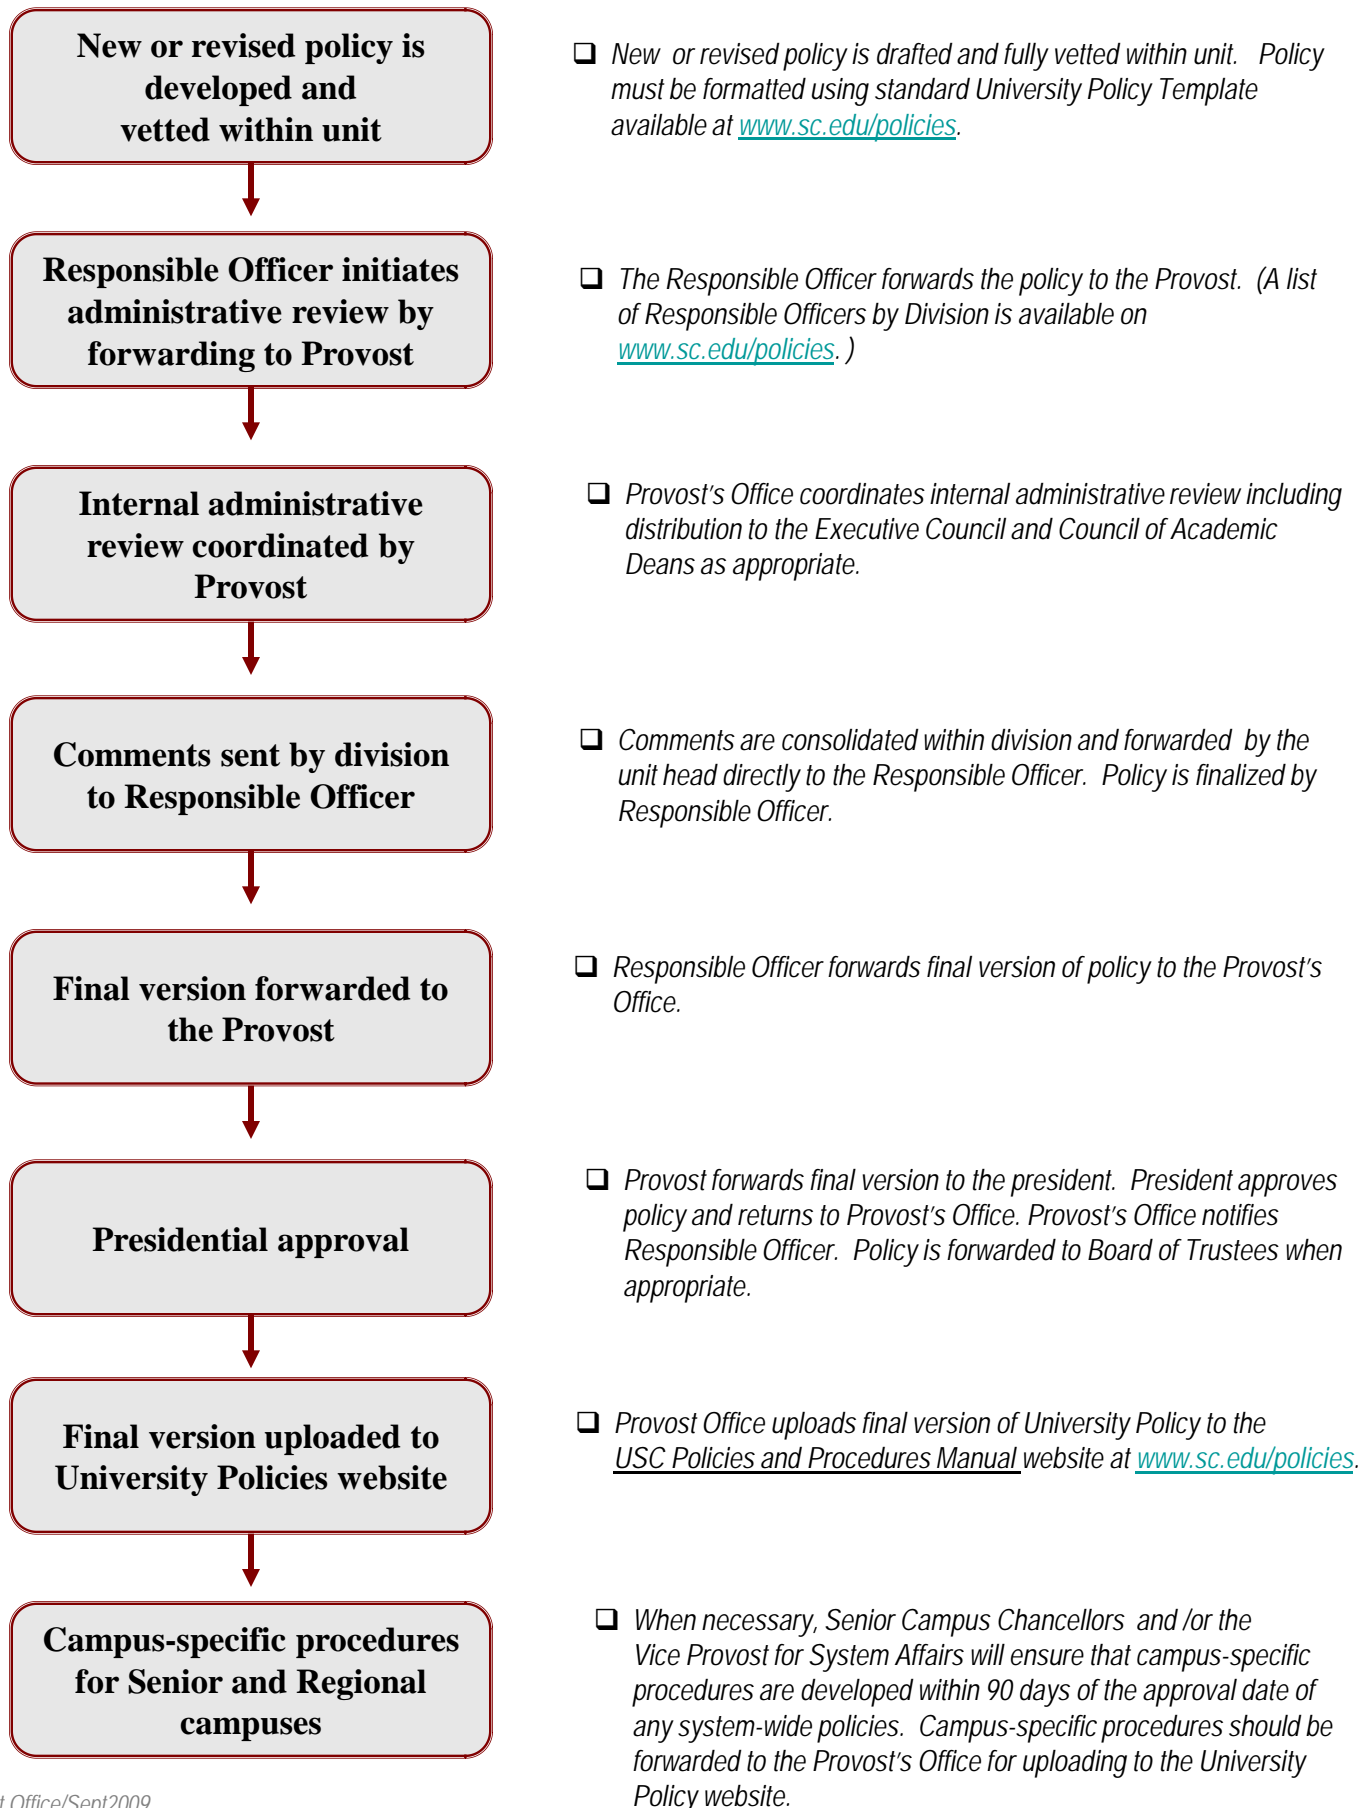 New or revised policy is
developed and
vetted within unit
❑ New or revised policy is drafted and fully vetted within unit. Policy
must be formatted using standard University Policy Template
available at www.sc.edu/policies.
Responsible Officer initiates
administrative review by
forwarding to Provost
❑ The Responsible Officer forwards the policy to the Provost. (A list
of Responsible Officers by Division is available on
www.sc.edu/policies. )
Internal administrative
review coordinated by
Provost
❑ Provost's Office coordinates internal administrative review including
distribution to the Executive Council and Council of Academic
Deans as appropriate.
Comments sent by division
to Responsible Officer
❑ Comments are consolidated within division and forwarded by the
unit head directly to the Responsible Officer. Policy is finalized by
Responsible Officer.
Final version forwarded to
the Provost
❑ Responsible Officer forwards final version of policy to the Provost's
Office.
Presidential approval
❑ Provost forwards final version to the president. President approves
policy and returns to Provost's Office. Provost's Office notifies
Responsible Officer. Policy is forwarded to Board of Trustees when
appropriate.
Final version uploaded to
University Policies website
❑ Provost Office uploads final version of University Policy to the
USC Policies and Procedures Manual website at www.sc.edu/policies.
Campus-specific procedures
for Senior and Regional
campuses
❑ When necessary, Senior Campus Chancellors and /or the
Vice Provost for System Affairs will ensure that campus-specific
procedures are developed within 90 days of the approval date of
any system-wide policies. Campus-specific procedures should be
forwarded to the Provost's Office for uploading to the University
Policy website.
Office/Sept2009